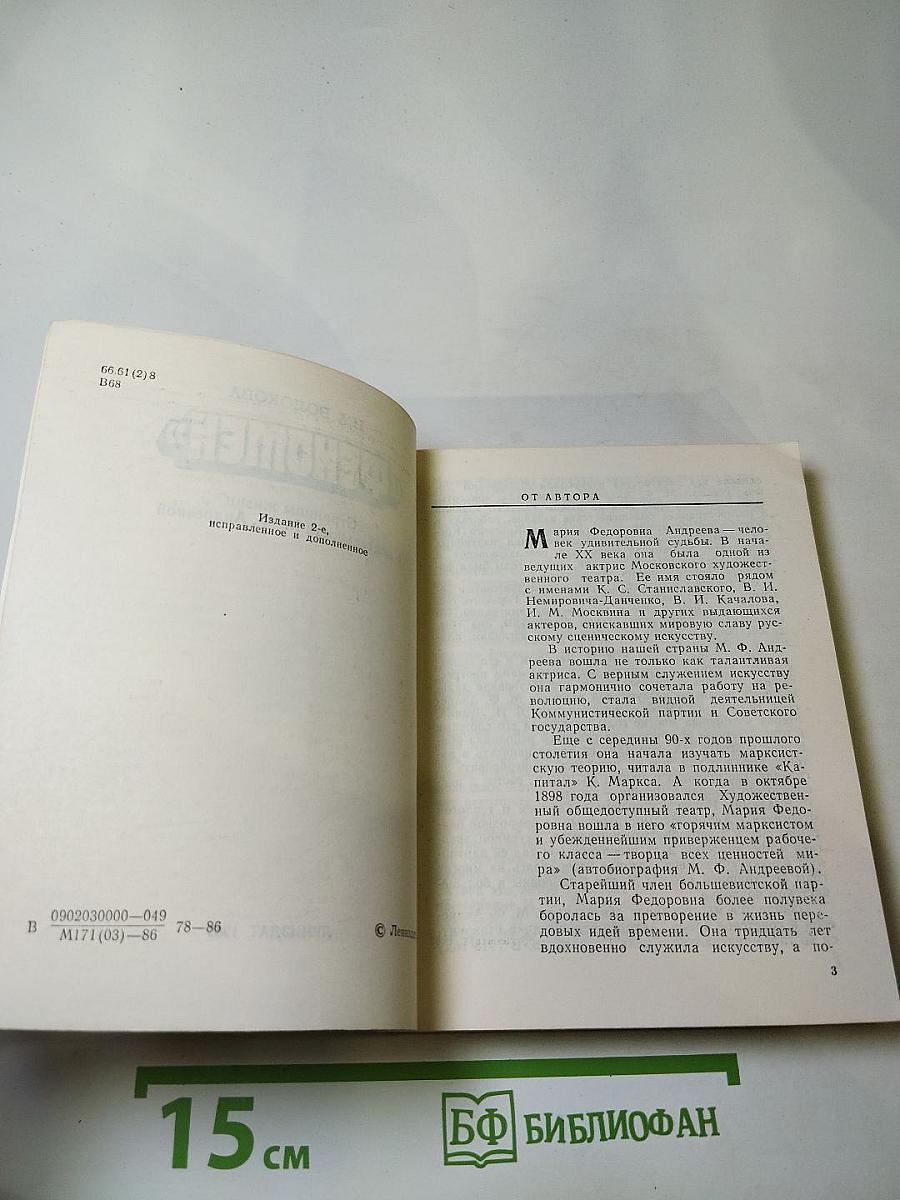 66.61(2)8
В68
Издание 2-е,
исправленное и дополненное
В 0902030000—049 78—86
М171(03)—86
© Лениз
ОТ АВТОРА
Мария Федоровна Андреева — чело-
век удивительной судьбы. В нача-
ле XX века она была одной из
ведущих актрис Московского художест-
венного театра. Ее имя стояло рядом
с именами К. С. Станиславского, В. И.
Немировича-Данченко, В. И. Качалова,
И. М. Москвина и других выдающихся
актеров, снискавших мировую славу рус-
скому сценическому искусству.
В историю нашей страны М. Ф. Анд-
реева вошла не только как талантливая
актриса. С верным служением искусству
она гармонично сочетала работу на ре-
волюцию, стала видной деятельницей
Коммунистической партии и Советского
государства.
Еще с середины 90-х годов прошлого
столетия она начала изучать марксист-
скую теорию, читала в подлиннике «Ка-
питал» К. Маркса. А когда в октябре
1898 года организовался Художествен-
ный общедоступный театр, Мария Федо-
ровна вошла в него «горячим марксистом
и убежденнейшим приверженцем рабоче-
го класса — творца всех ценностей ми-
ра» (автобиография М. Ф. Андреевой).
Старейший член большевистской пар-
тии, Мария Федоровна более полувека
боролась за претворение в жизнь пере-
довых идей времени. Она тридцать лет
вдохновенно служила искусству, а по-
3
15 см
БФ БИБЛИОФАН